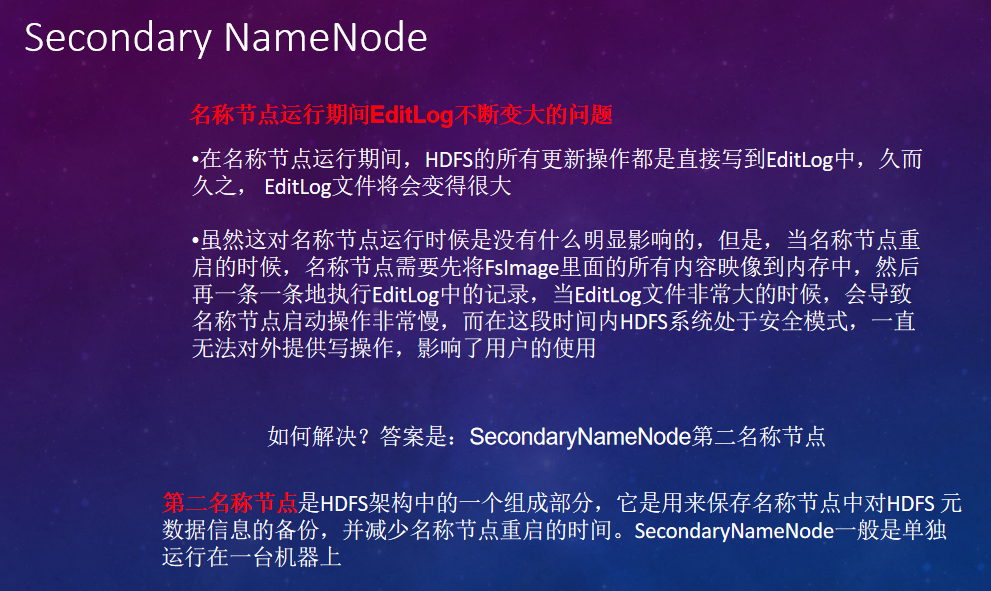 Secondary NameNode
名称节点运行期间EditLog不断变大的问题
•在名称节点运行期间，HDFS的所有更新操作都是直接写到EditLog中，久而
久之， EditLog文件将会变得很大
•虽然这对名称节点运行时候是没有什么明显影响的，但是，当名称节点重
启的时候，名称节点需要先将FsImage里面的所有内容映像到内存中，然后
再一条一条地执行EditLog中的记录，当EditLog文件非常大的时候，会导致
名称节点启动操作非常慢，而在这段时间内HDFS系统处于安全模式，一直
无法对外提供写操作，影响了用户的使用
如何解决？答案是：SecondaryNameNode第二名称节点
第二名称节点是HDFS架构中的一个组成部分，它是用来保存名称节点中对HDFS 元
数据信息的备份，并减少名称节点重启的时间。SecondaryNameNode一般是单独
运行在一台机器上